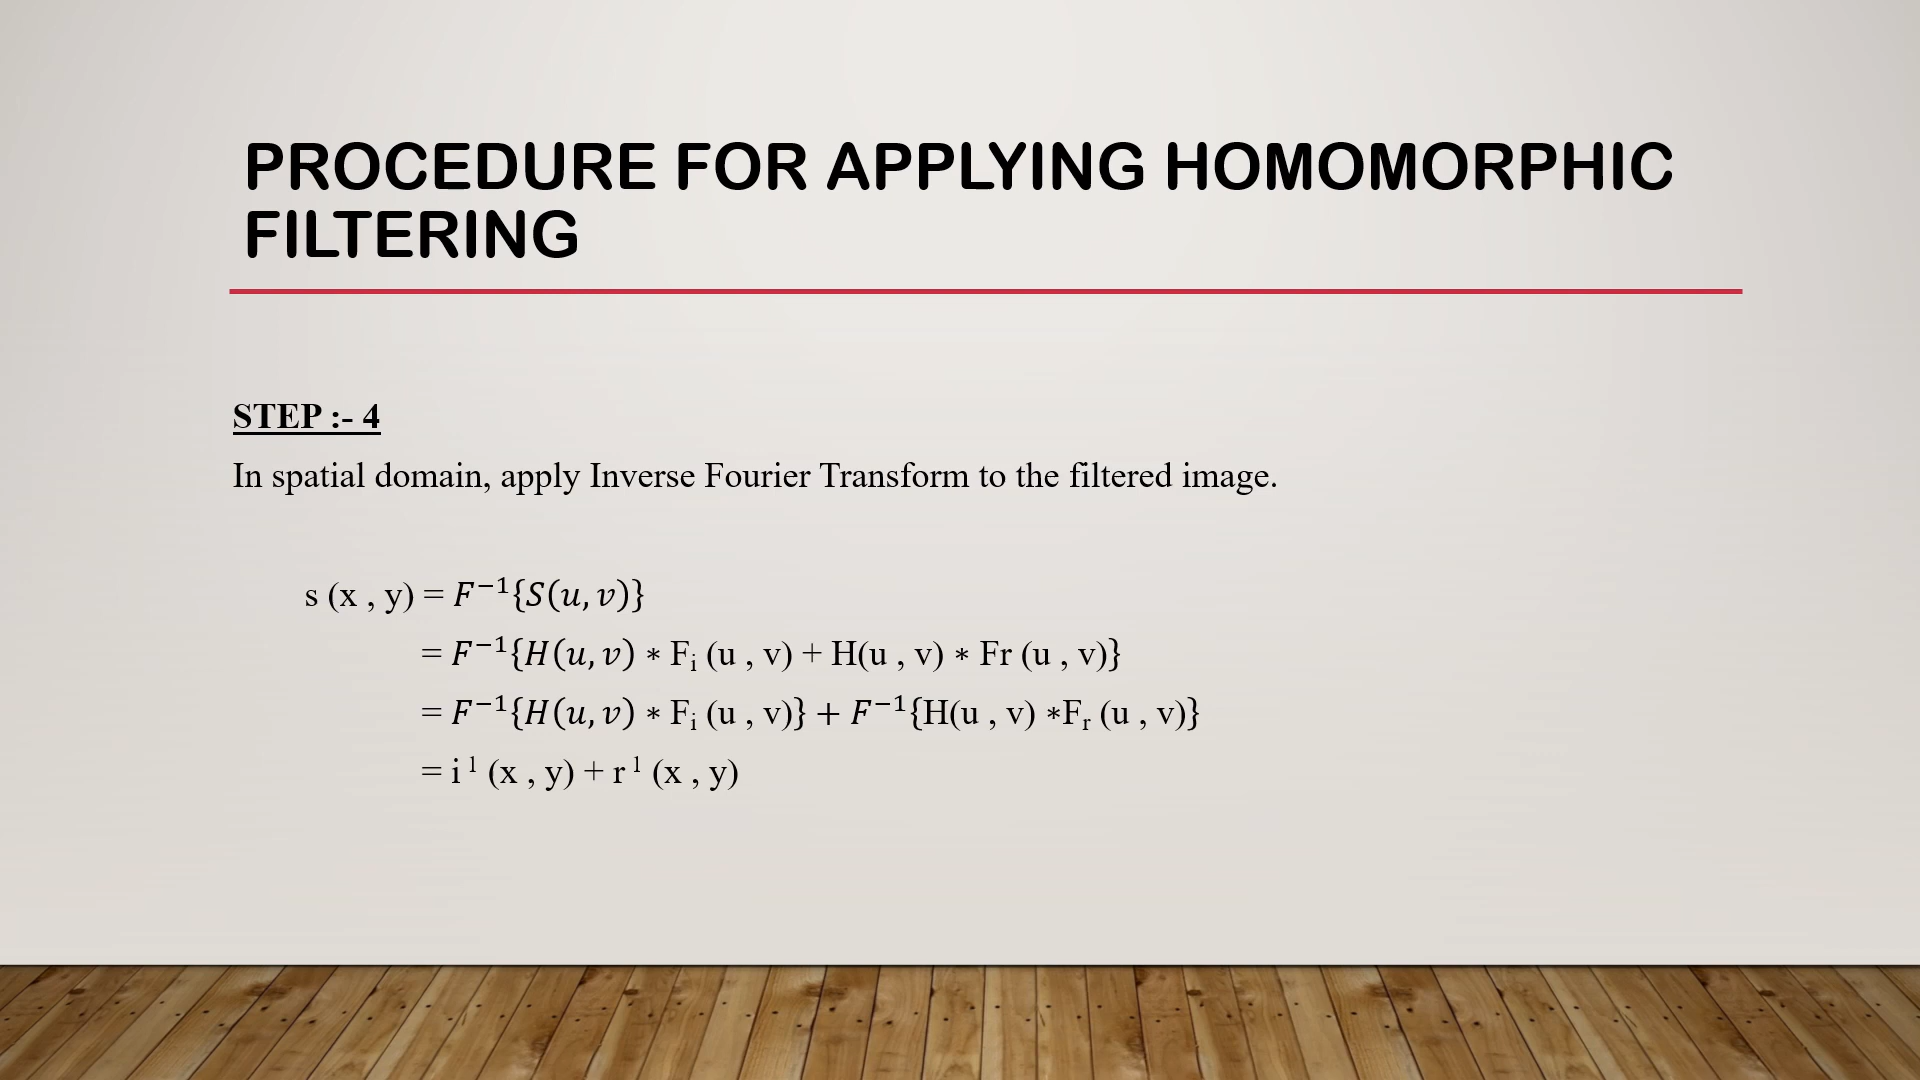 PROCEDURE FOR APPLYING HOMOMORPHIC
FILTERING
STEP :- 4
In spatial domain, apply Inverse Fourier Transform to the filtered image.
s (x , y) = F⁻¹{S(u, v)}
= F⁻¹{H(u, v) ∗ Fᵢ (u , v) + H(u , v) ∗ Fr (u , v)}
= F⁻¹{H(u, v) ∗ Fᵢ (u , v)} + F⁻¹{H(u , v) ∗Fᵣ (u , v)}
= i ¹ (x , y) + r ¹ (x , y)